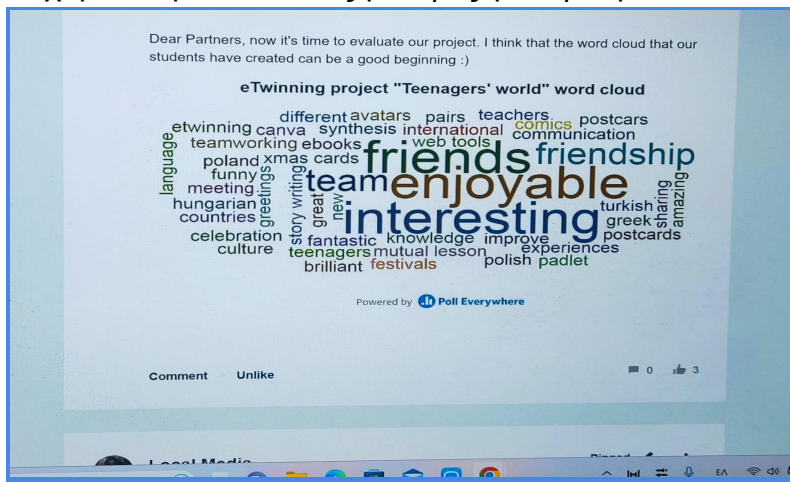 Dear Partners, now it's time to evaluate our project. I think that the word cloud that our
students have created can be a good beginning :)
eTwinning project "Teenagers' world" word cloud
different avatars pairs teachers postcars
etwinning canva synthesis international comics communication
language teamworking ebooks web tools
poland xmas cards friends friendship
funny
meeting greetings story writing team enjoyable sharing amazing
hungarian great new interesting turkish
countries greek
celebration fantastic knowledge improve postcards
culture teenagers mutual lesson experiences
brilliant festivals polish padlet
Powered by Poll Everywhere
Comment Unlike 0 3
ΕΛ